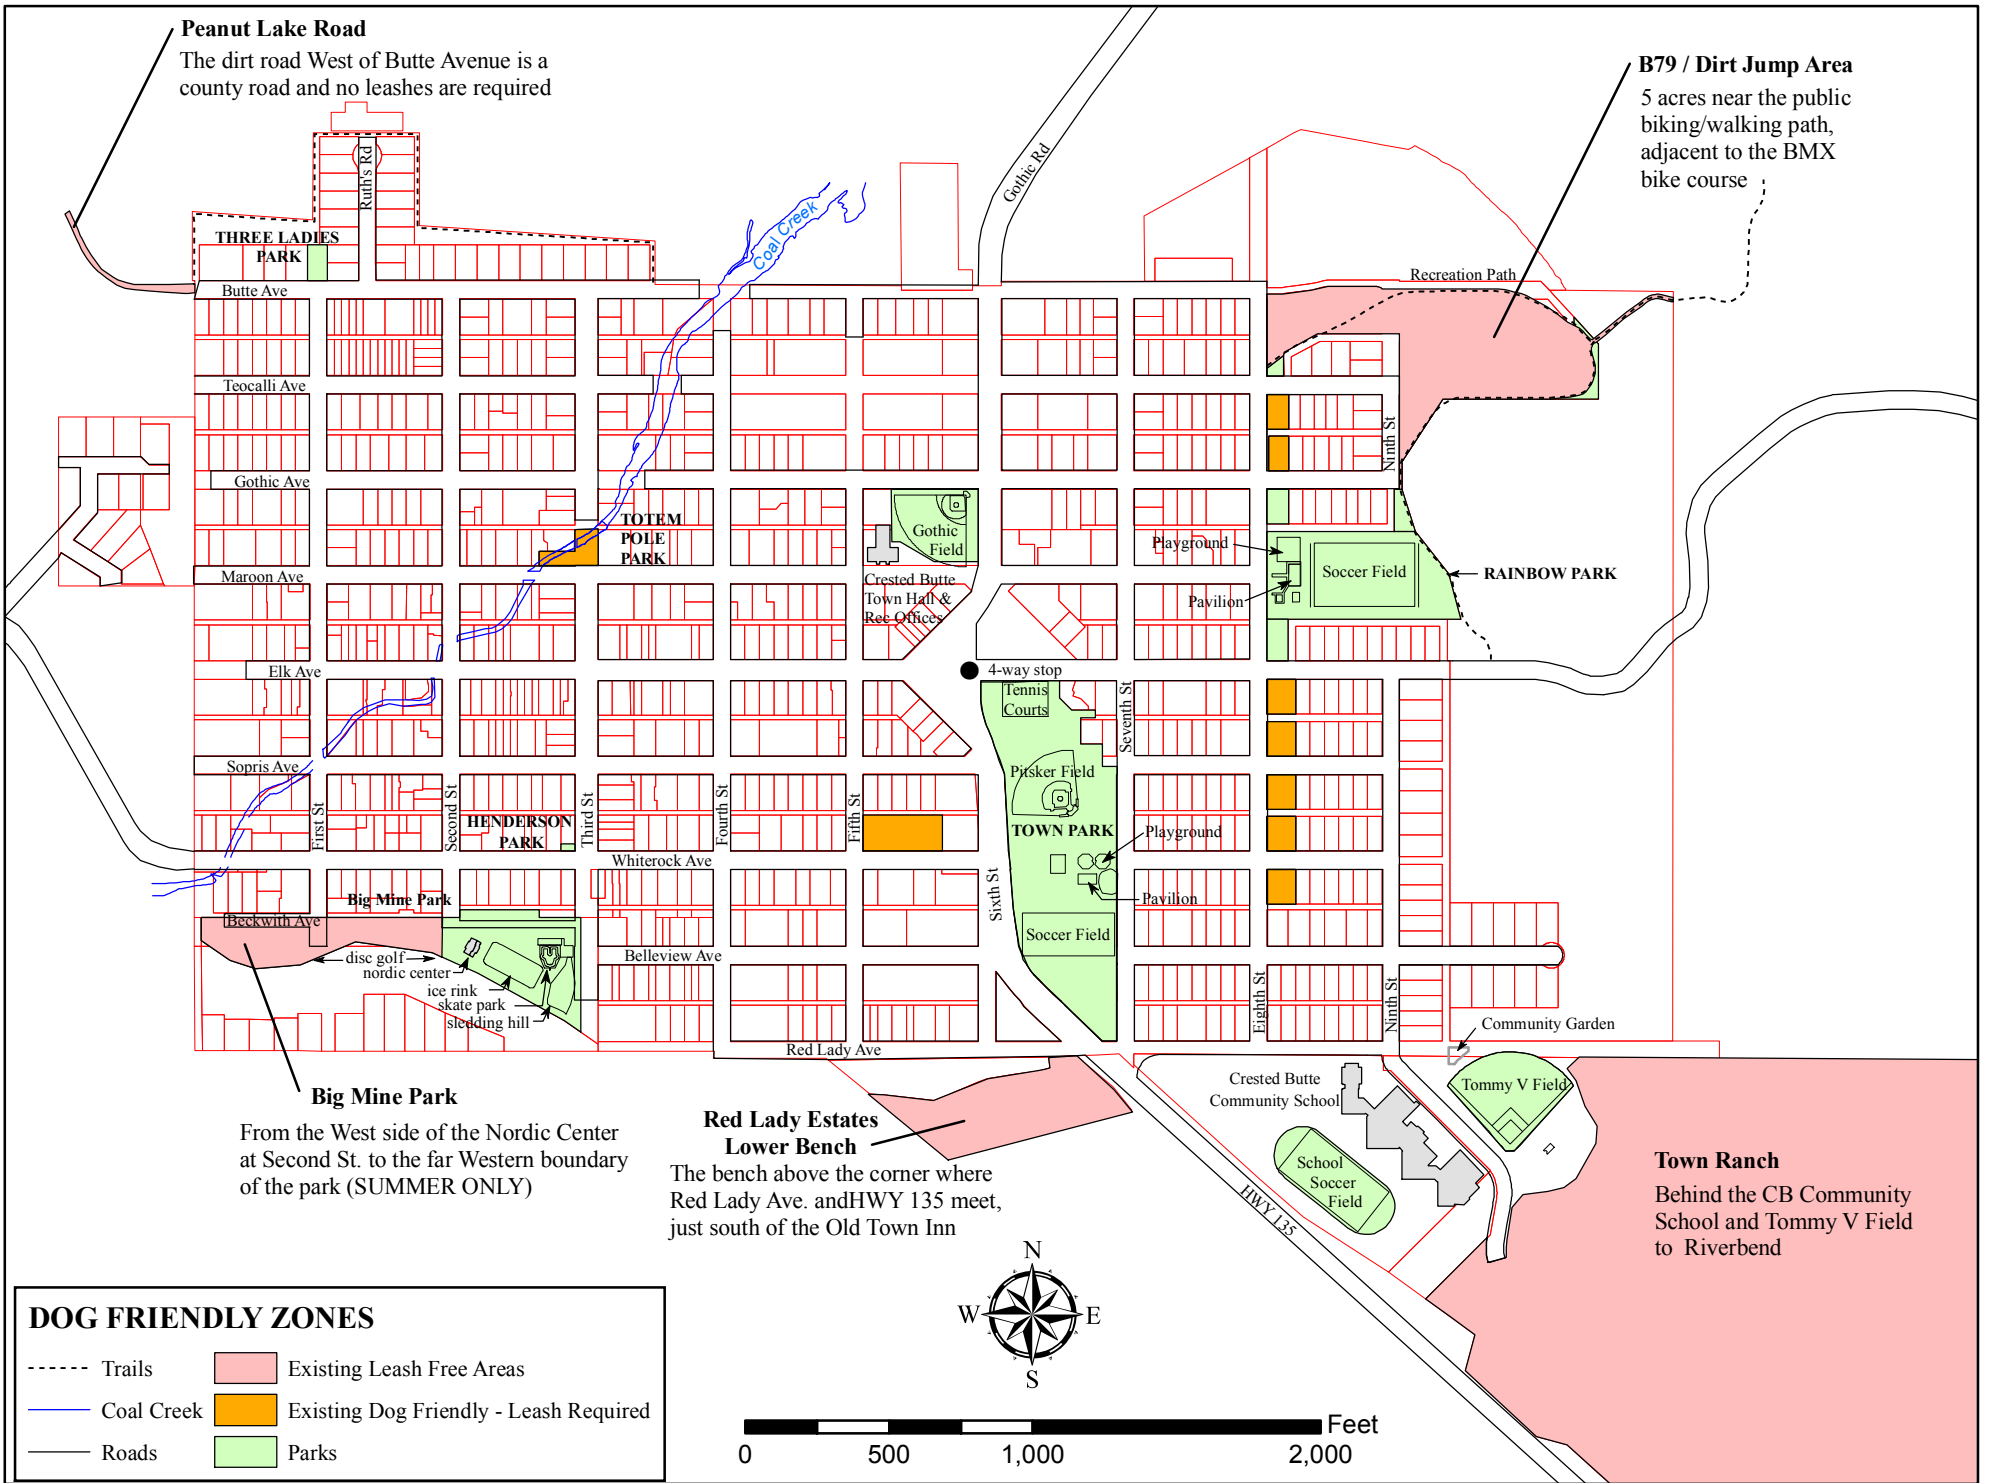 Peanut Lake Road
The dirt road West of Butte Avenue is a
county road and no leashes are required
B79 / Dirt Jump Area
5 acres near the public
biking/walking path,
adjacent to the BMX
bike course
Gothic Rd
Ruth's Rd
Coal Creek
THREE LADIES
PARK
Recreation Path
Butte Ave
Teocalli Ave
Ninth St
Gothic Ave
TOTEM
POLE
PARK
Gothic
Field
Playground
Soccer Field
RAINBOW PARK
Maroon Ave
Crested Butte
Town Hall &
Rec Offices
Pavilion
Elk Ave
4-way stop
Tennis
Courts
Seventh St
Sopris Ave
Pitsker Field
First St
Second St
Third St
Fourth St
Fifth St
HENDERSON
PARK
TOWN PARK
Playground
Whiterock Ave
Big Mine Park
Sixth St
Pavilion
Beckwith Ave
Soccer Field
disc golf
nordic center
Belleview Ave
ice rink
skate park
sledding hill
Eighth St
Ninth St
Community Garden
Red Lady Ave
Big Mine Park
From the West side of the Nordic Center
at Second St. to the far Western boundary
of the park (SUMMER ONLY)
Red Lady Estates
Lower Bench
The bench above the corner where
Red Lady Ave. andHWY 135 meet,
just south of the Old Town Inn
Crested Butte
Community School
Tommy V Field
School
Soccer
Field
HWY 135
Town Ranch
Behind the CB Community
School and Tommy V Field
to Riverbend
N
W
E
S
DOG FRIENDLY ZONES
Trails
Existing Leash Free Areas
Coal Creek
Existing Dog Friendly - Leash Required
Roads
Parks
Feet
0 500 1,000 2,000